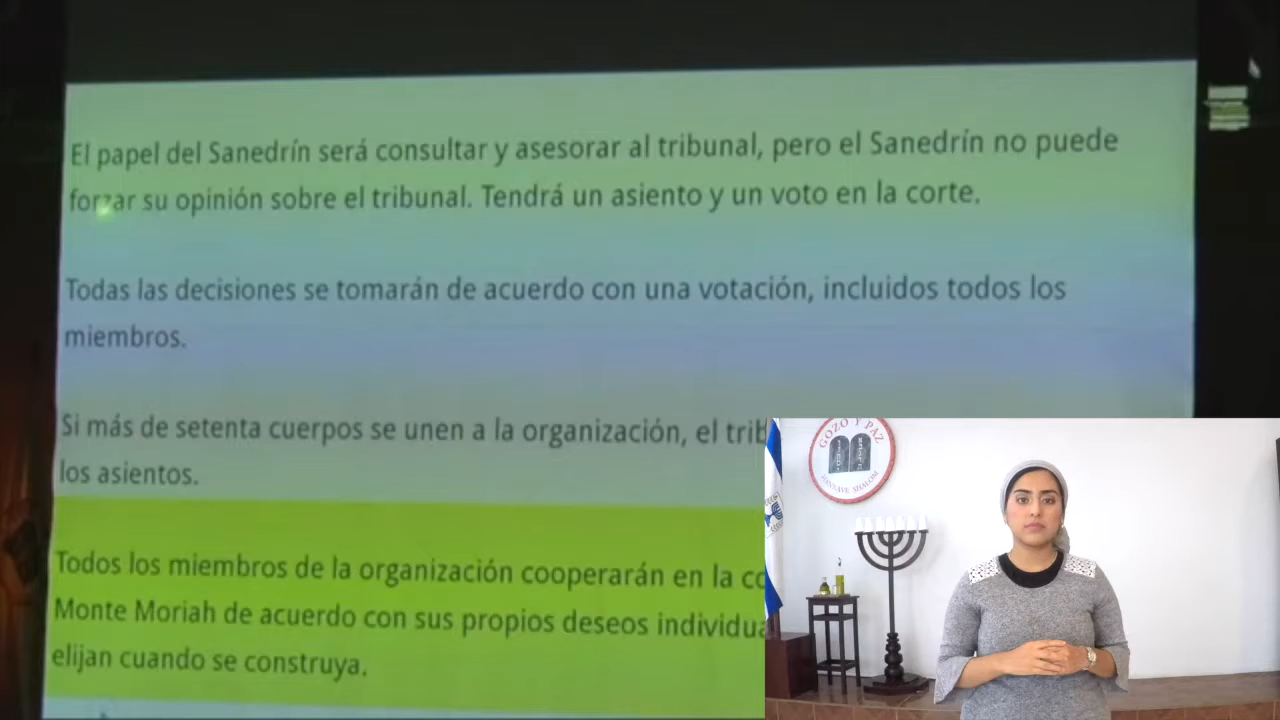 El papel del Sanedrín será consultar y asesorar al tribunal, pero el Sanedrín no puede
forzar su opinión sobre el tribunal. Tendrá un asiento y un voto en la corte.
Todas las decisiones se tomarán de acuerdo con una votación, incluidos todos los
miembros.
Si más de setenta cuerpos se unen a la organización, el trib
los asientos.
Todos los miembros de la organización cooperarán en la co
Monte Moriah de acuerdo con sus propios deseos individua
elijan cuando se construya.
GOZO Y PAZ
SHALOM